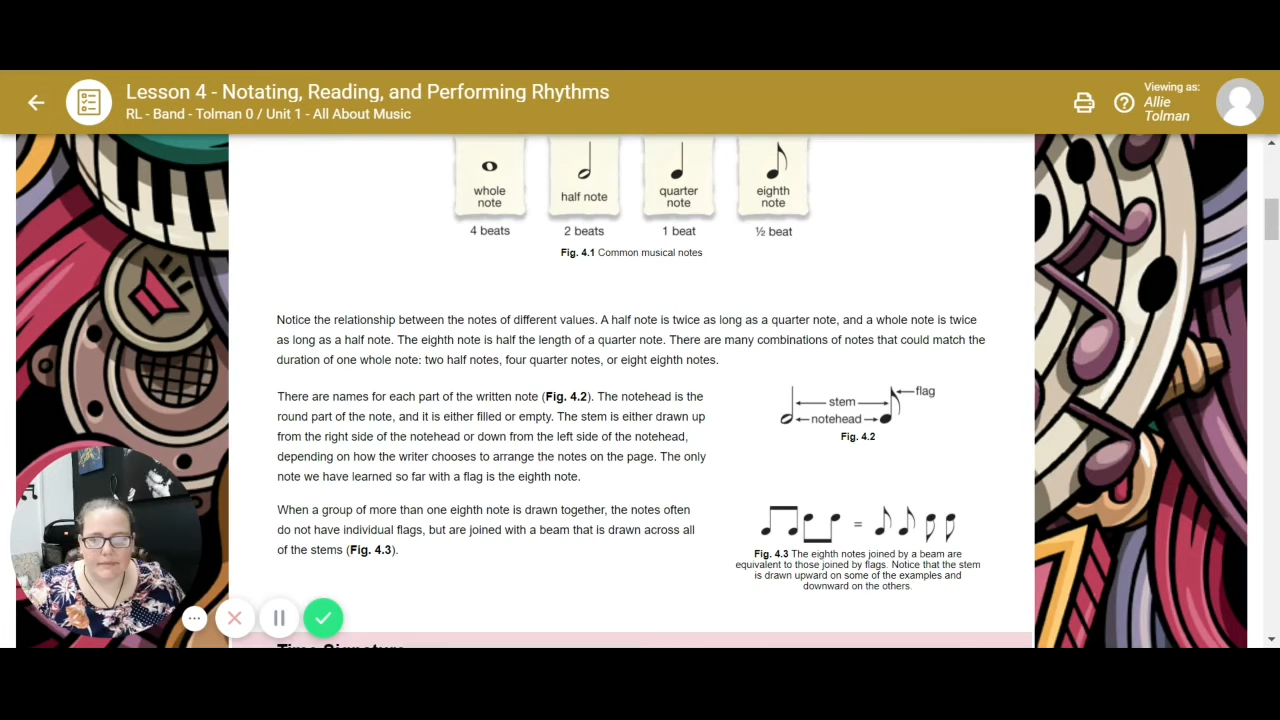 Lesson 4 - Notating, Reading, and Performing Rhythms
RL - Band - Tolman 0 / Unit 1 - All About Music
Viewing as:
Allie
Tolman
whole
note
half note
quarter
note
eighth
note
4 beats
2 beats
1 beat
½ beat
Fig. 4.1 Common musical notes
Notice the relationship between the notes of different values. A half note is twice as long as a quarter note, and a whole note is twice
as long as a half note. The eighth note is half the length of a quarter note. There are many combinations of notes that could match the
duration of one whole note: two half notes, four quarter notes, or eight eighth notes.
There are names for each part of the written note (Fig. 4.2). The notehead is the
round part of the note, and it is either filled or empty. The stem is either drawn up
from the right side of the notehead or down from the left side of the notehead,
depending on how the writer chooses to arrange the notes on the page. The only
note we have learned so far with a flag is the eighth note.
flag
stem
notehead
Fig. 4.2
When a group of more than one eighth note is drawn together, the notes often
do not have individual flags, but are joined with a beam that is drawn across all
of the stems (Fig. 4.3).
=
Fig. 4.3 The eighth notes joined by a beam are
equivalent to those joined by flags. Notice that the stem
is drawn upward on some of the examples and
downward on the others.
Time Signature